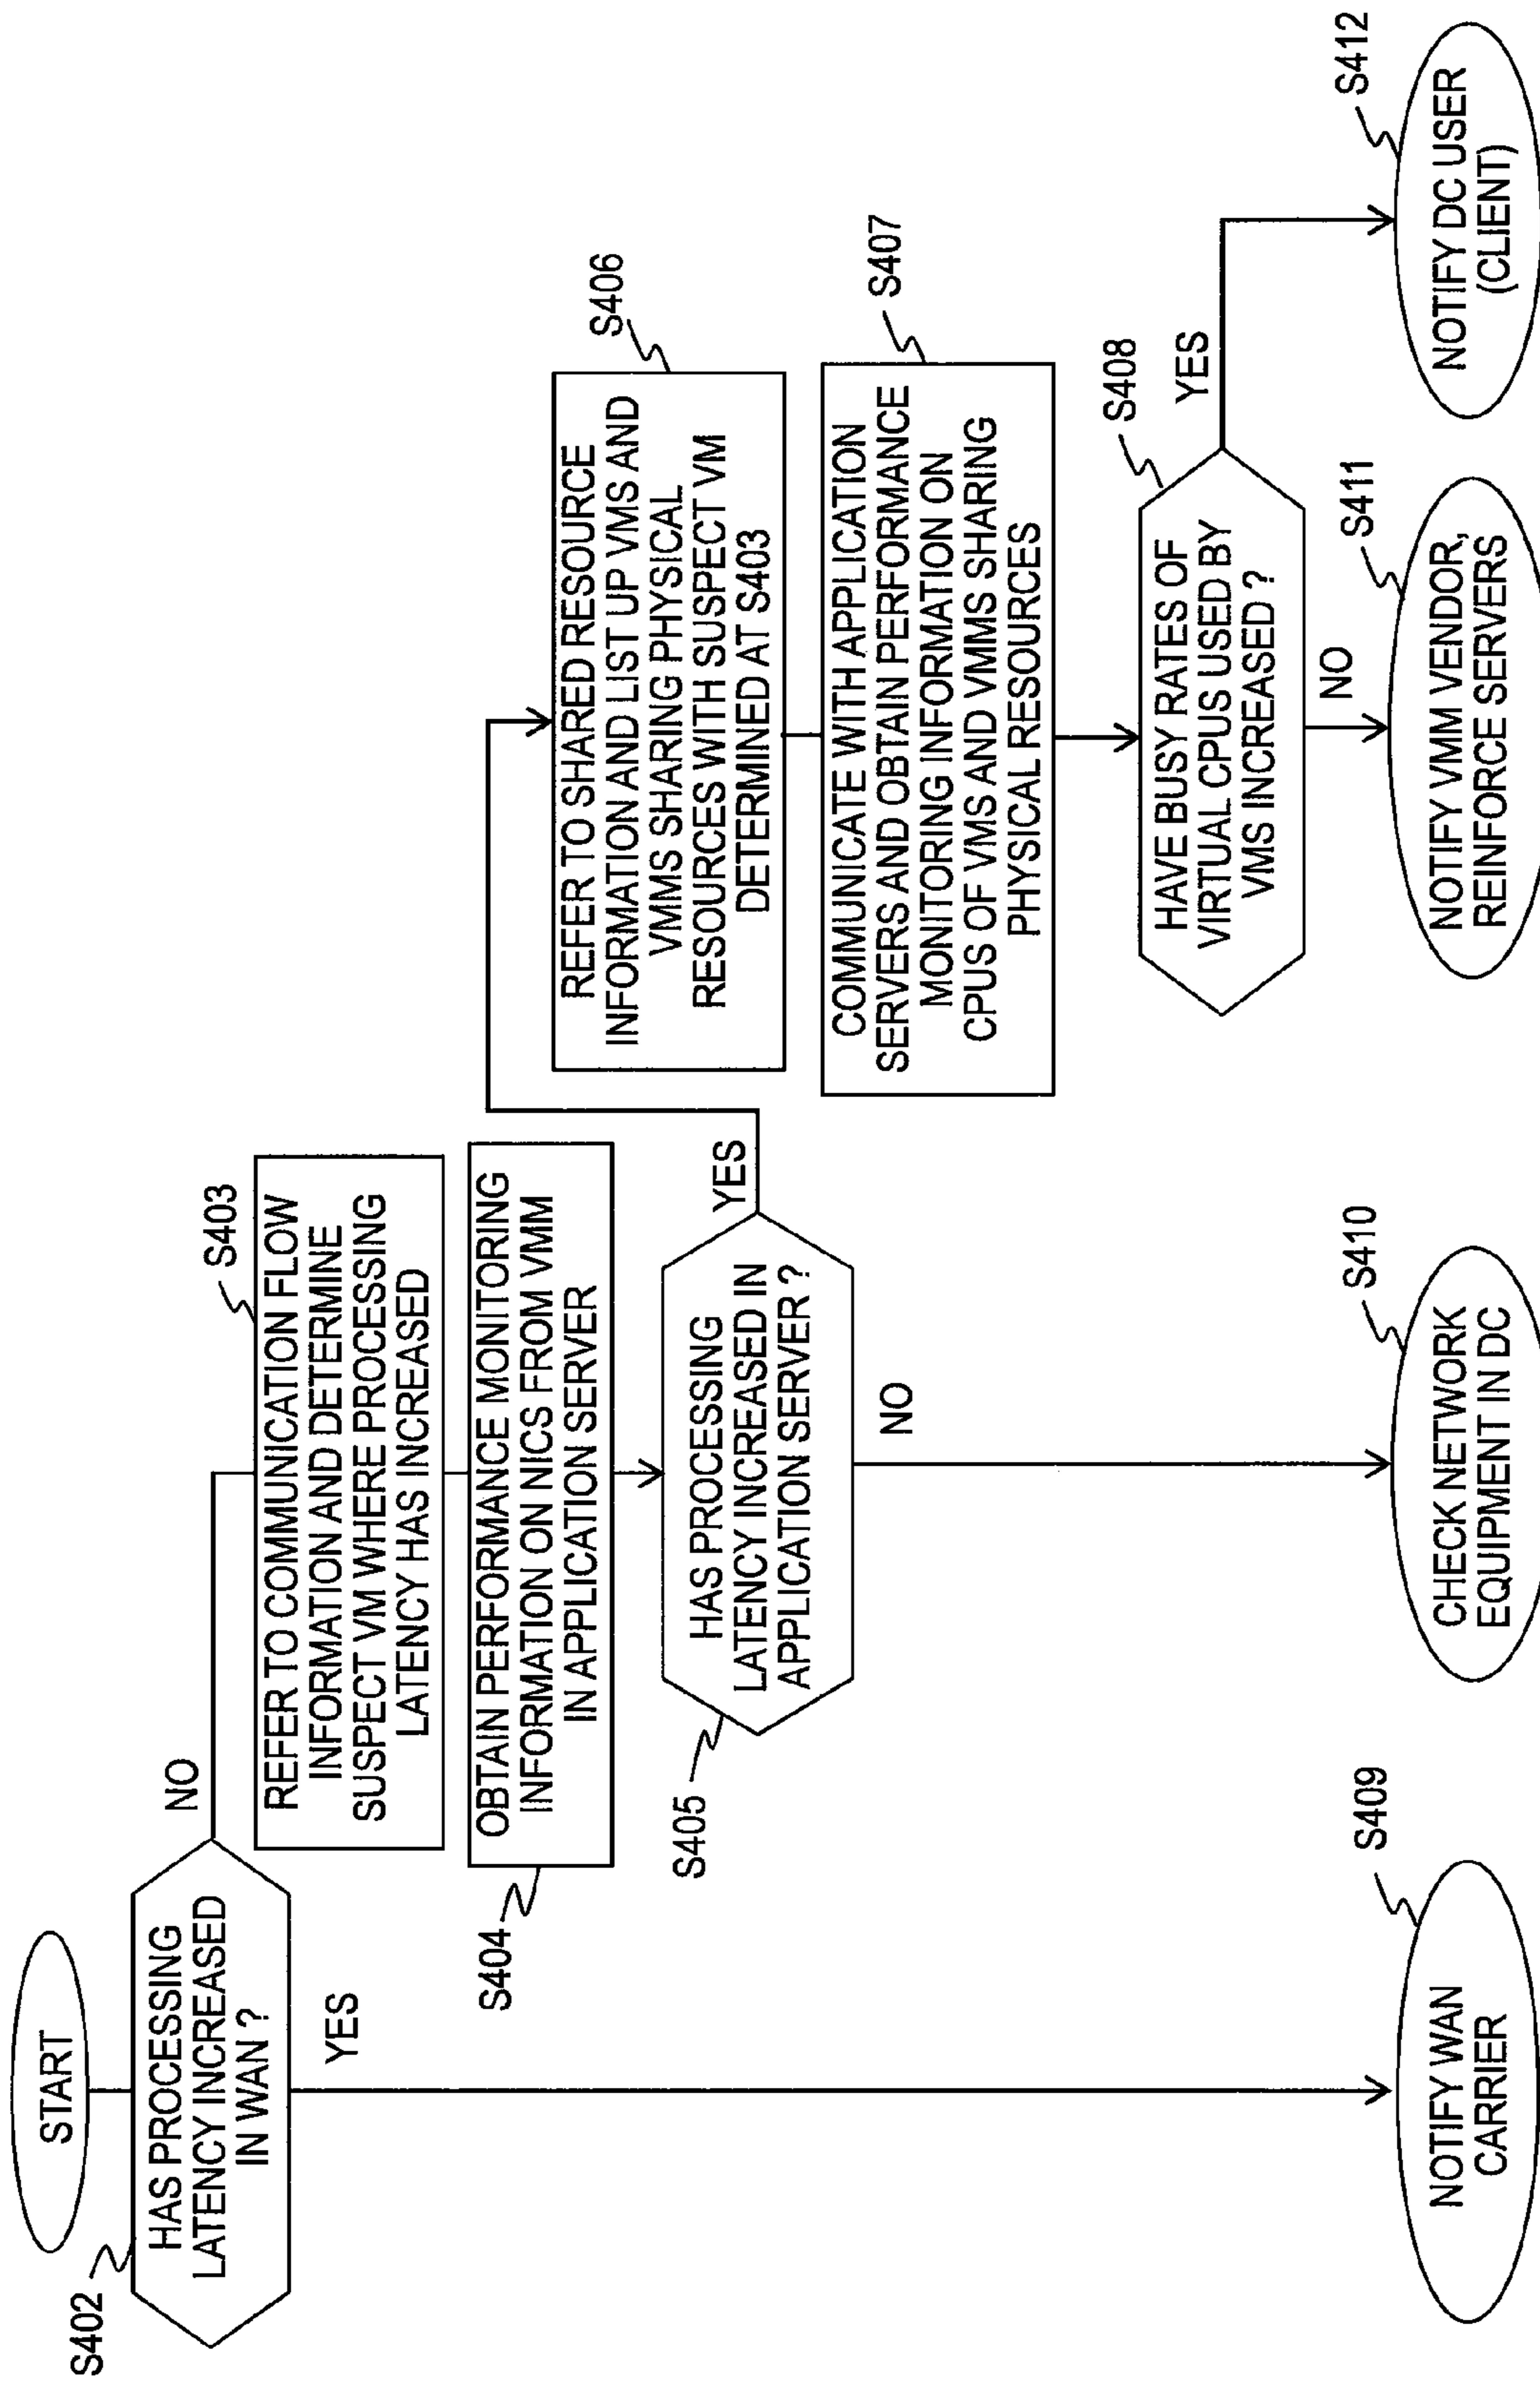 START
S402
HAS PROCESSING
LATENCY INCREASED
IN WAN ?
NO
YES
S403
REFER TO COMMUNICATION FLOW
INFORMATION AND DETERMINE
SUSPECT VM WHERE PROCESSING
LATENCY HAS INCREASED
S404
OBTAIN PERFORMANCE MONITORING
INFORMATION ON NICS FROM VMM
IN APPLICATION SERVER
S405
HAS PROCESSING
LATENCY INCREASED IN
APPLICATION SERVER ?
YES
NO
S406
REFER TO SHARED RESOURCE
INFORMATION AND LIST UP VMS AND
VMMS SHARING PHYSICAL
RESOURCES WITH SUSPECT VM
DETERMINED AT S403
S407
COMMUNICATE WITH APPLICATION
SERVERS AND OBTAIN PERFORMANCE
MONITORING INFORMATION ON
CPUS OF VMS AND VMMS SHARING
PHYSICAL RESOURCES
S408
HAVE BUSY RATES OF
VIRTUAL CPUS USED BY
VMS INCREASED ?
YES
NO
S409
NOTIFY WAN
CARRIER
S410
CHECK NETWORK
EQUIPMENT IN DC
S411
NOTIFY VMM VENDOR,
REINFORCE SERVERS
S412
NOTIFY DC USER
(CLIENT)